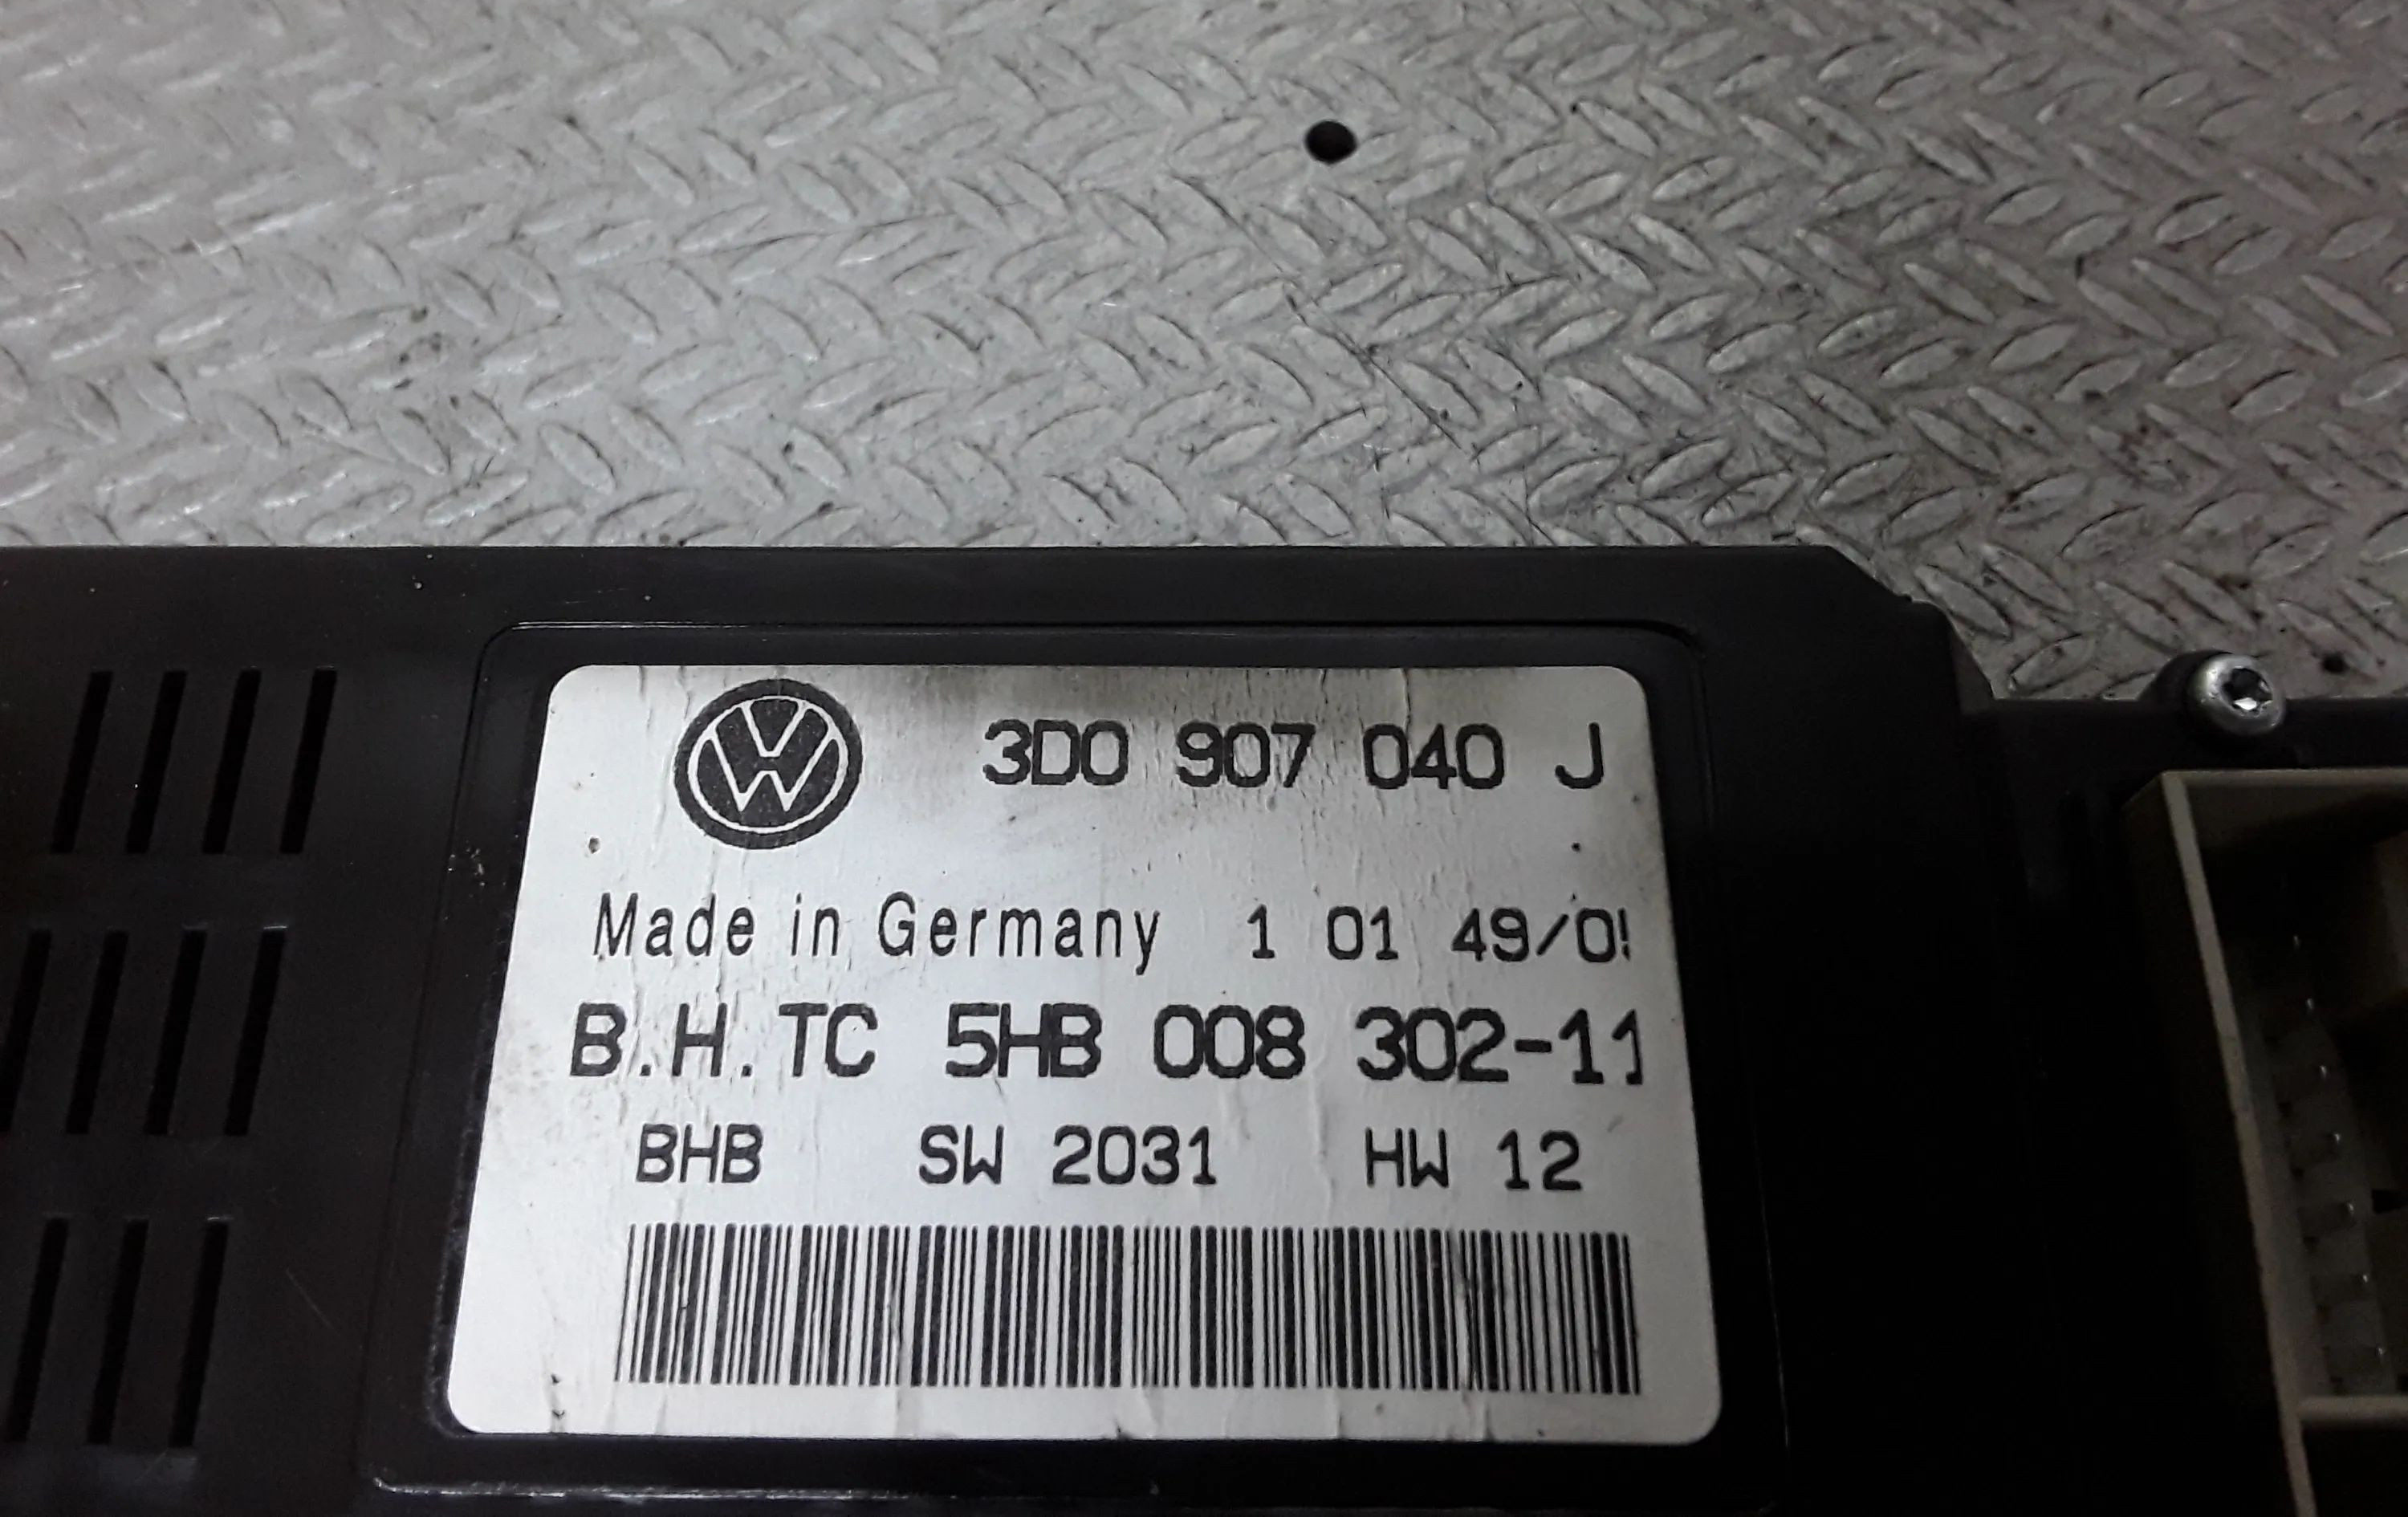 3D0 907 040 J
Made in Germany 1 01 49/0
B.H.TC 5HB 008 302-11
BHB SW 2031 HW 12